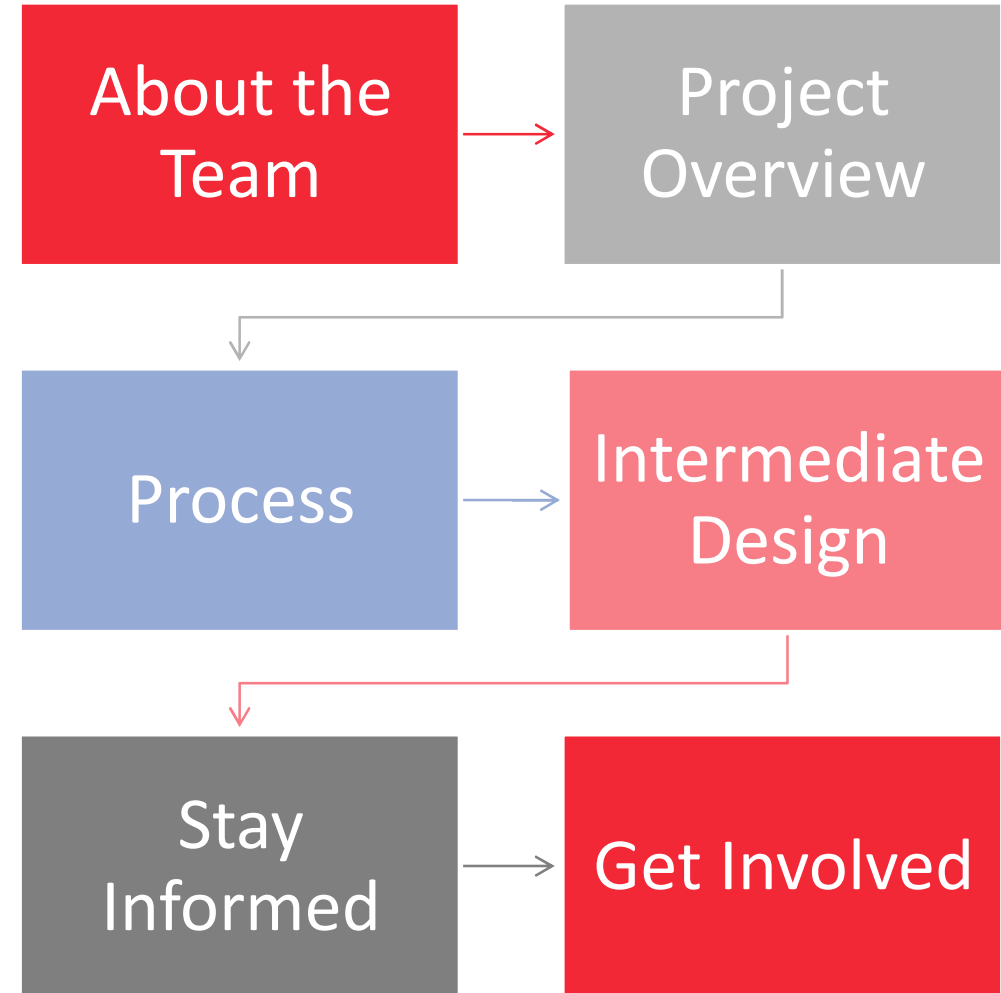 About the
Team
Project
Overview
Process
Intermediate
Design
Stay
Informed
Get Involved